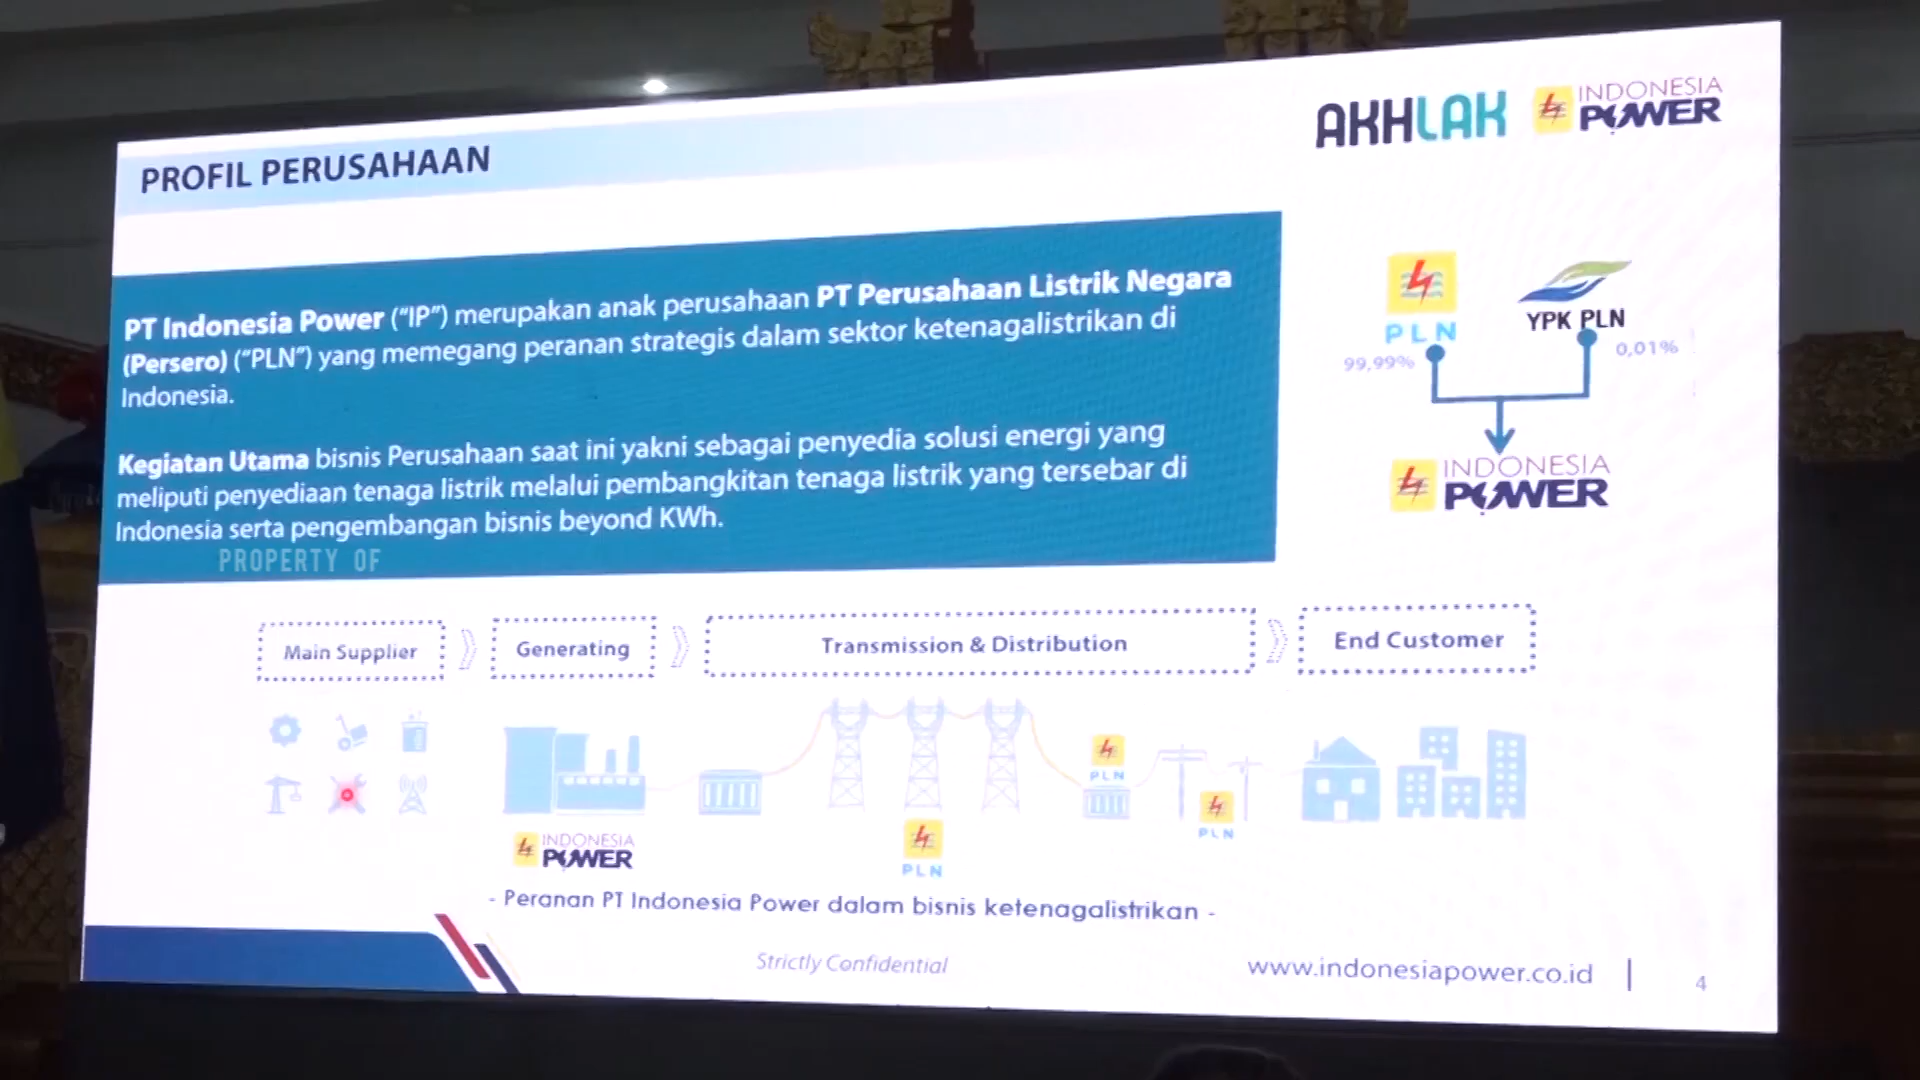 AKHLAK
INDONESIA
POWER
PROFIL PERUSAHAAN
PT Indonesia Power ("IP") merupakan anak perusahaan PT Perusahaan Listrik Negara
(Persero) ("PLN") yang memegang peranan strategis dalam sektor ketenagalistrikan di
Indonesia.
Kegiatan Utama bisnis Perusahaan saat ini yakni sebagai penyedia solusi energi yang
meliputi penyediaan tenaga listrik melalui pembangkitan tenaga listrik yang tersebar di
Indonesia serta pengembangan bisnis beyond KWh.
PROPERTY OF
PLN
99,99%
YPK PLN
0,01%
INDONESIA
POWER
Main Supplier
Generating
Transmission & Distribution
End Customer
INDONESIA
POWER
PLN
PLN
PLN
- Peranan PT Indonesia Power dalam bisnis ketenagalistrikan -
Strictly Confidential
www.indonesiapower.co.id
4